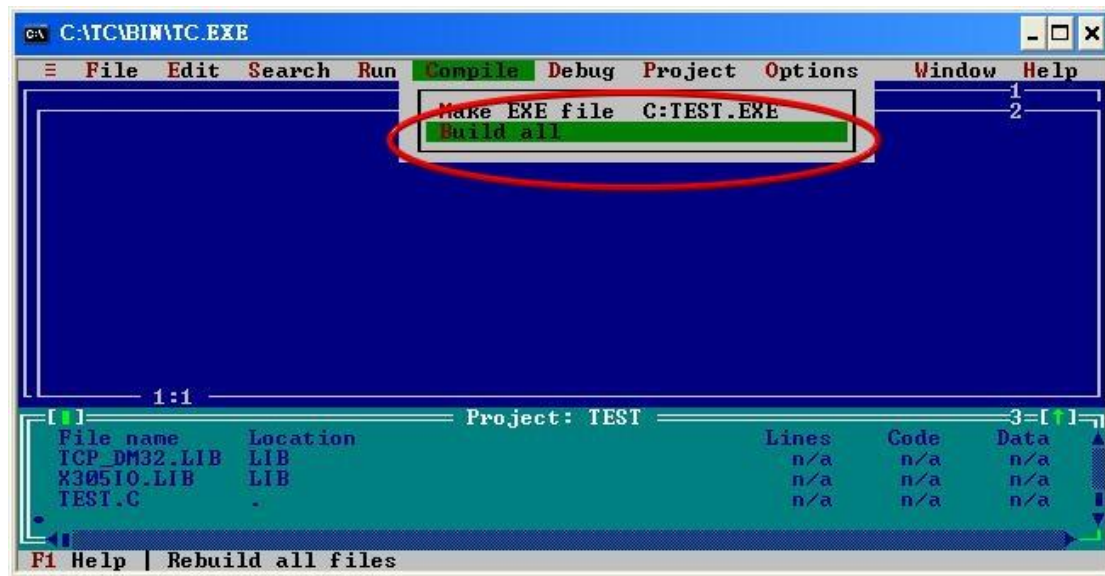 C:\TC\BIN\TC.EXE
≡ File Edit Search Run Compile Debug Project Options Window Help
1
Make EXE file C:TEST.EXE
2
Build all
1:1
Project: TEST 3=[↑]
File name Location Lines Code Data
TCP_DM32.LIB LIB n/a n/a n/a
X305IO.LIB LIB n/a n/a n/a
TEST.C . n/a n/a n/a
F1 Help | Rebuild all files